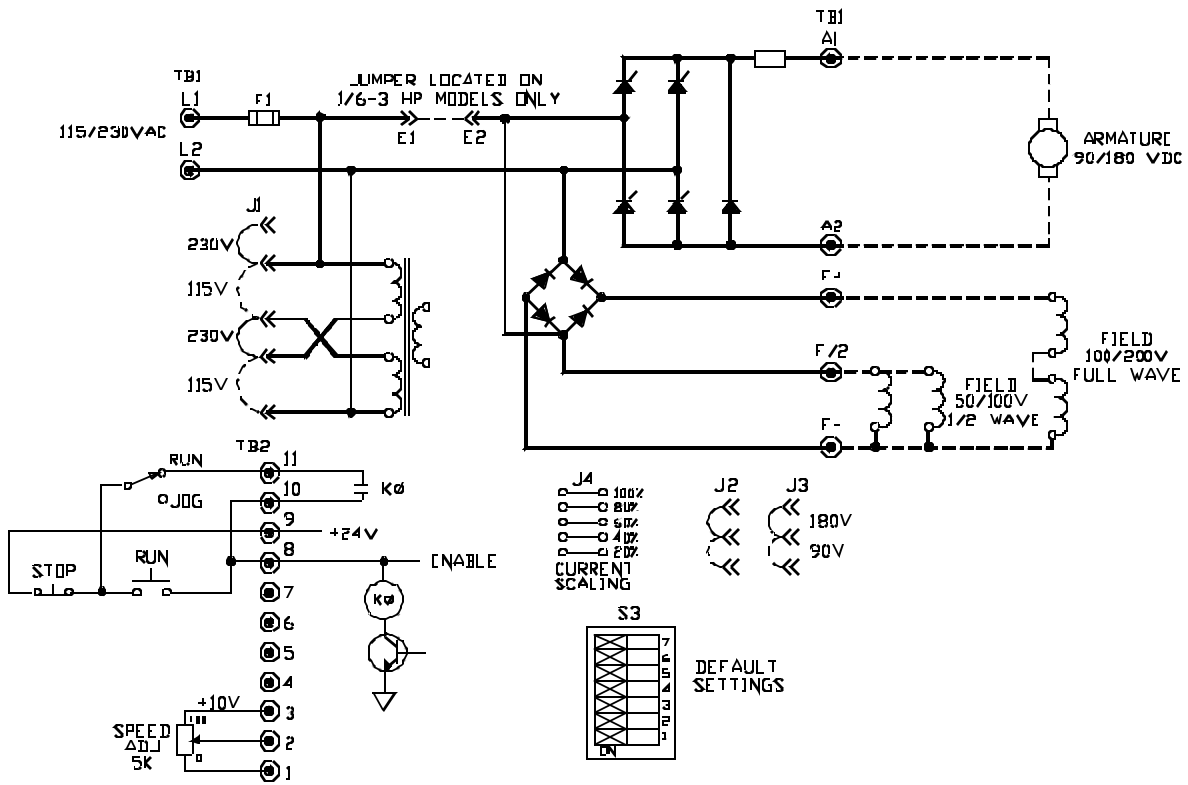 TB1
A1
TB1
L1
F1
JUMPER LOCATED ON
1/6-3 HP MODELS ONLY
115/230VAC
E1
E2
L2
ARMATURE
90/180 VDC
J1
230V
115V
230V
115V
A2
F+
F/2
F-
FIELD
100/200V
FULL WAVE
FIELD
50/100V
1/2 WAVE
TB2
RUN
JOG
11
10
9
8
7
6
5
4
3
2
1
KØ
+24V
ENABLE
STOP
RUN
KØ
+10V
100
0
SPEED
ADJ
5K
J4
100%
80%
60%
40%
20%
CURRENT
SCALING
J2
J3
180V
90V
S3
7
6
5
4
3
2
1
ON
DEFAULT
SETTINGS